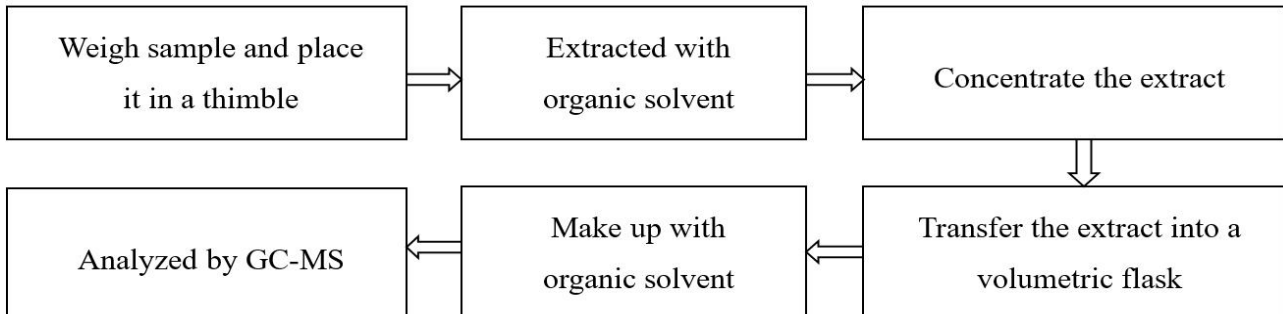 Weigh sample and place
it in a thimble
Extracted with
organic solvent
Concentrate the extract
Transfer the extract into a
volumetric flask
Make up with
organic solvent
Analyzed by GC-MS